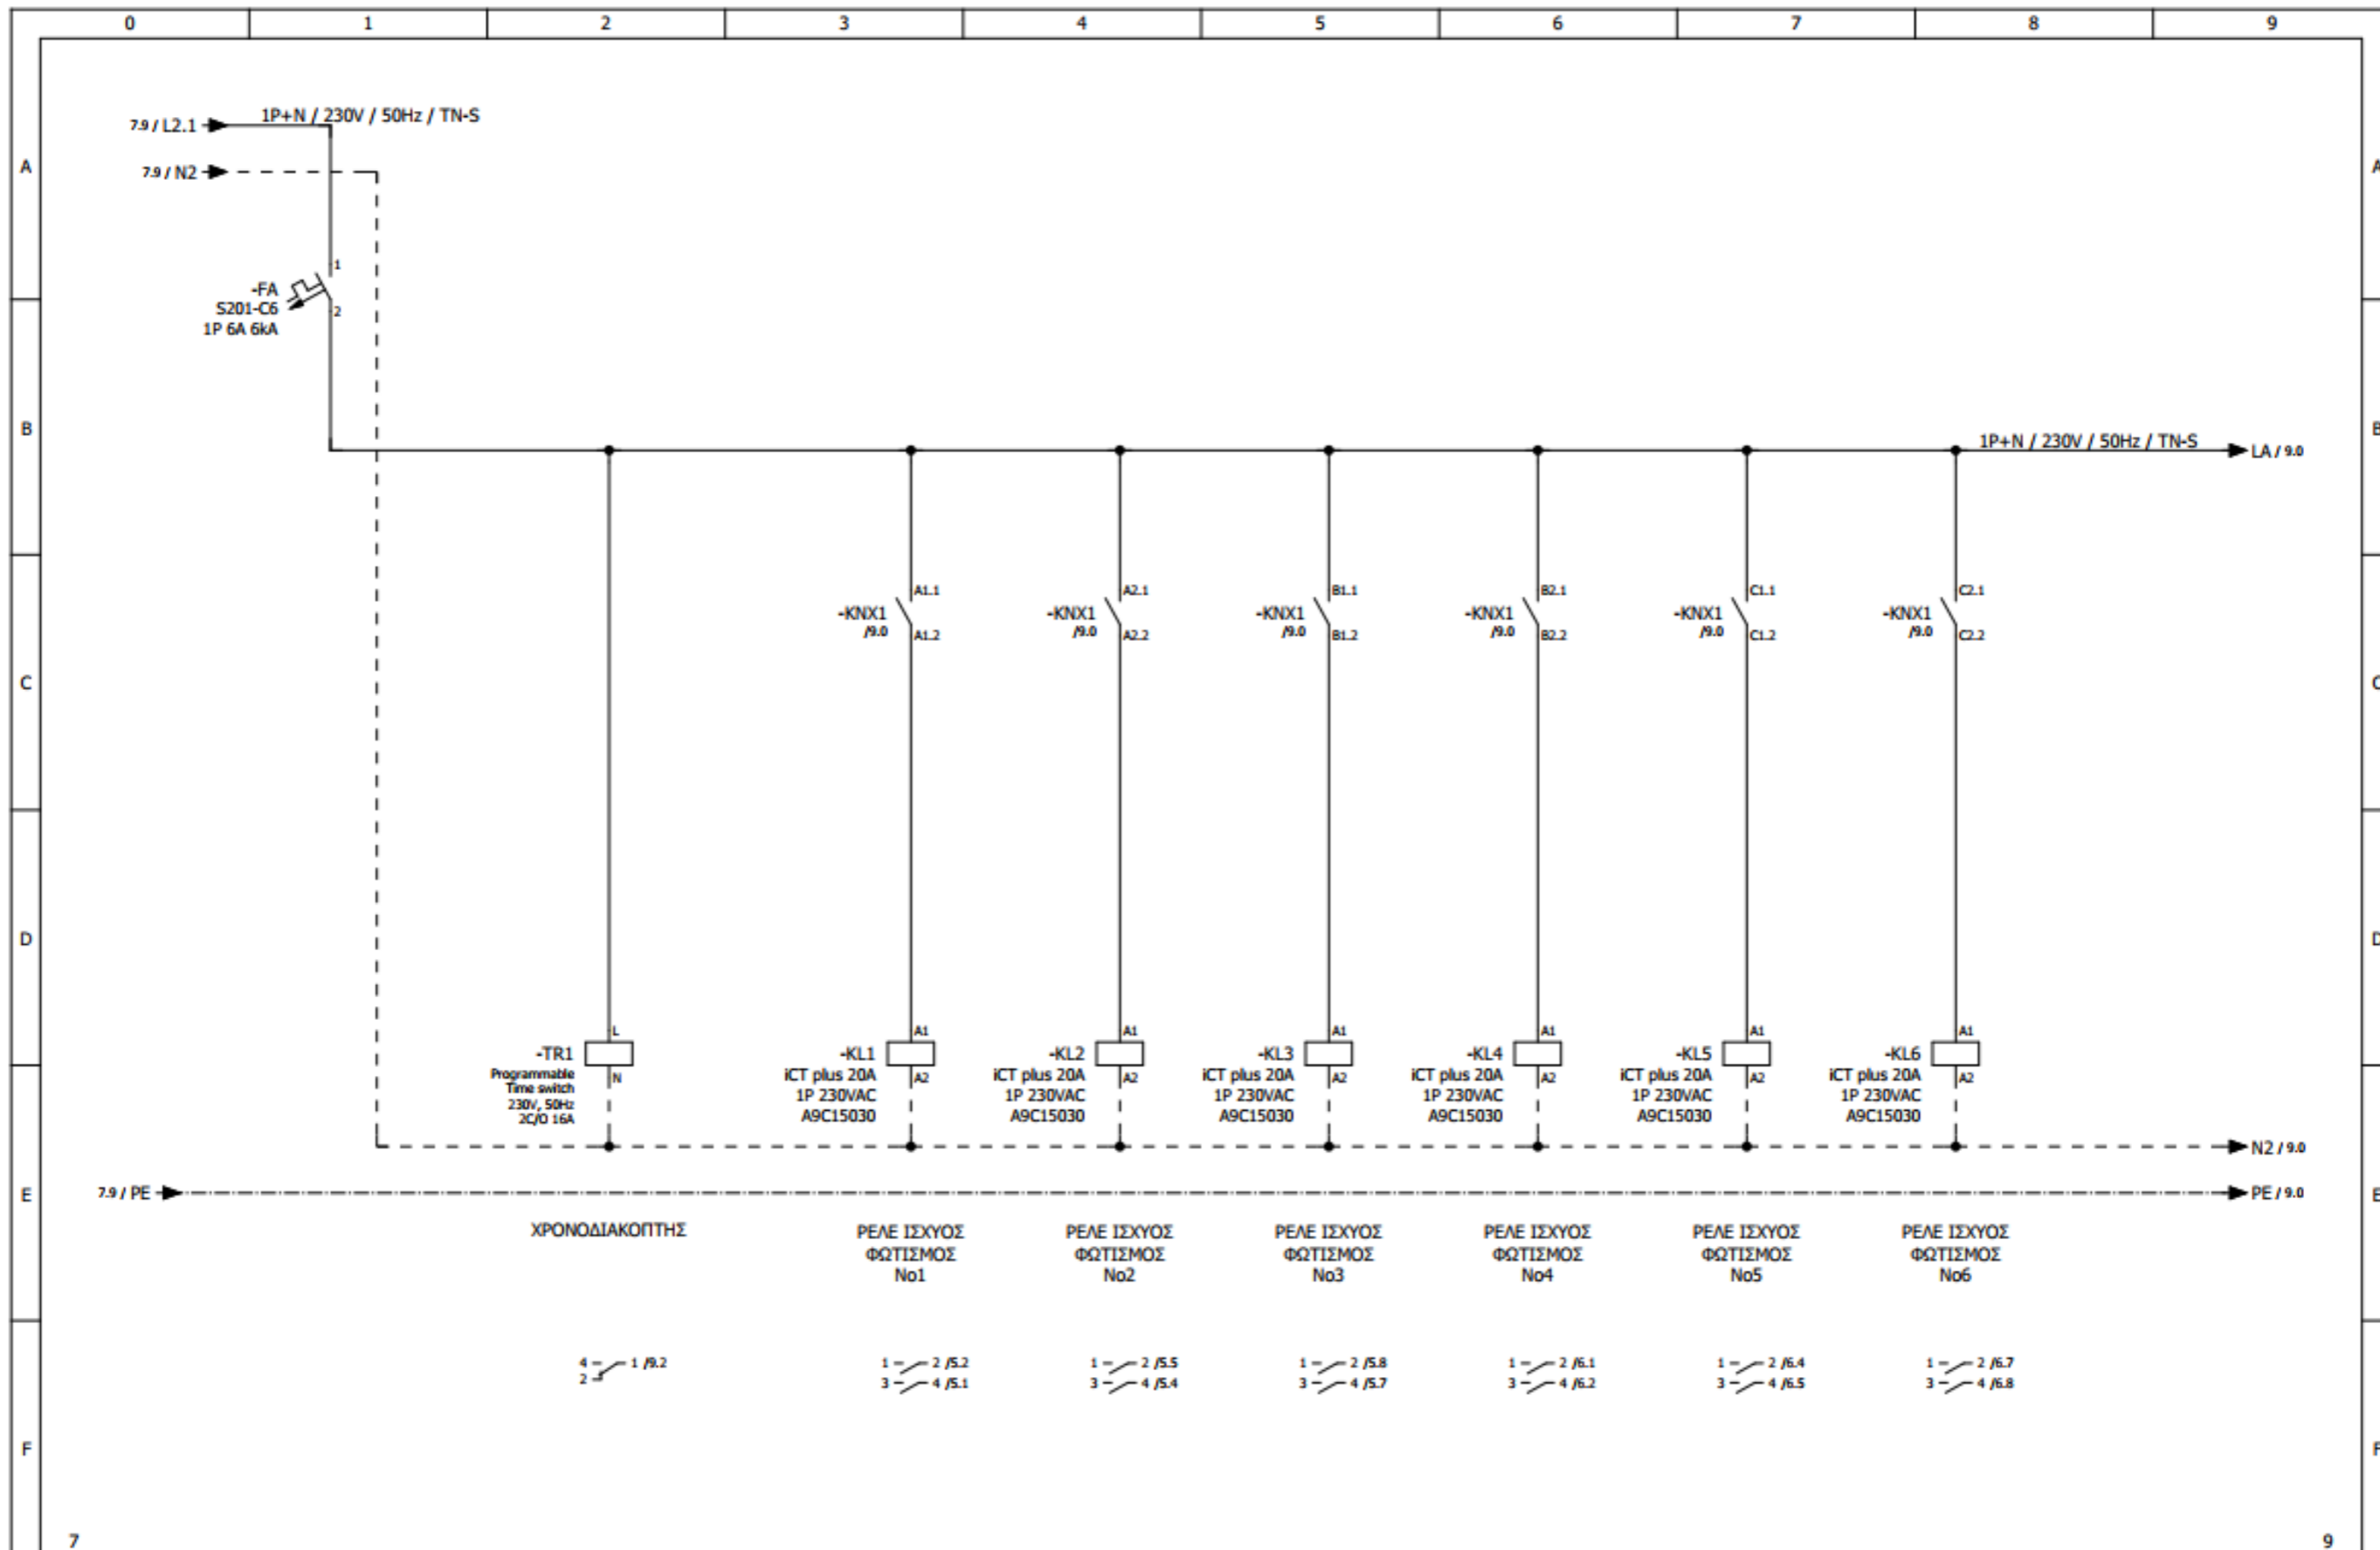 0 1 2 3 4 5 6 7 8 9
7.9 / L2.1 1P+N / 230V / 50Hz / TN-S
A A
7.9 / N2
1
-FA
S201-C6
1P 6A 6kA
2
B B
1P+N / 230V / 50Hz / TN-S LA / 9.0
A1.1 A2.1 B1.1 B2.1 C1.1 C2.1
-KNX1 -KNX1 -KNX1 -KNX1 -KNX1 -KNX1
/9.0 /9.0 /9.0 /9.0 /9.0 /9.0
A1.2 A2.2 B1.2 B2.2 C1.2 C2.2
C C
D D
L A1 A1 A1 A1 A1 A1
-TR1 -KL1 -KL2 -KL3 -KL4 -KL5 -KL6
N A2 A2 A2 A2 A2 A2
Programmable iCT plus 20A iCT plus 20A iCT plus 20A iCT plus 20A iCT plus 20A iCT plus 20A
Time switch
230V, 50Hz 1P 230VAC 1P 230VAC 1P 230VAC 1P 230VAC 1P 230VAC 1P 230VAC
2C/O 16A A9C15030 A9C15030 A9C15030 A9C15030 A9C15030 A9C15030
N2 / 9.0
E 7.9 / PE PE / 9.0 E
ΧΡΟΝΟΔΙΑΚΟΠΤΗΣ ΡΕΛΕ ΙΣΧΥΟΣ ΡΕΛΕ ΙΣΧΥΟΣ ΡΕΛΕ ΙΣΧΥΟΣ ΡΕΛΕ ΙΣΧΥΟΣ ΡΕΛΕ ΙΣΧΥΟΣ ΡΕΛΕ ΙΣΧΥΟΣ
ΦΩΤΙΣΜΟΣ ΦΩΤΙΣΜΟΣ ΦΩΤΙΣΜΟΣ ΦΩΤΙΣΜΟΣ ΦΩΤΙΣΜΟΣ ΦΩΤΙΣΜΟΣ
No1 No2 No3 No4 No5 No6
4 1 /9.2 1 2 /5.2 1 2 /5.5 1 2 /5.8 1 2 /6.1 1 2 /6.4 1 2 /6.7
2 3 4 /5.1 3 4 /5.4 3 4 /5.7 3 4 /6.2 3 4 /6.5 3 4 /6.8
F F
7 9